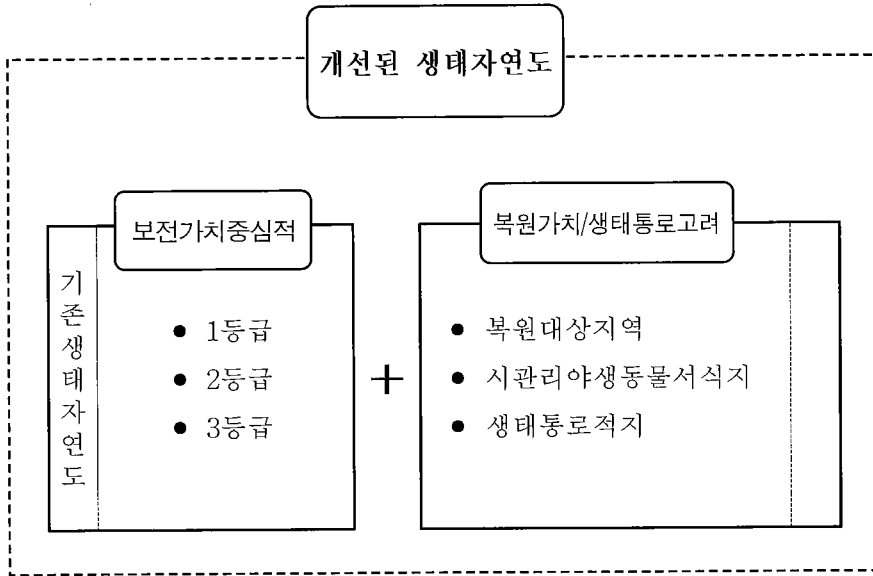 개선된 생태자연도
보전가치중심적
기존생태자연도
● 1등급
● 2등급
● 3등급
+
복원가치/생태통로고려
● 복원대상지역
● 시관리야생동물서식지
● 생태통로적지